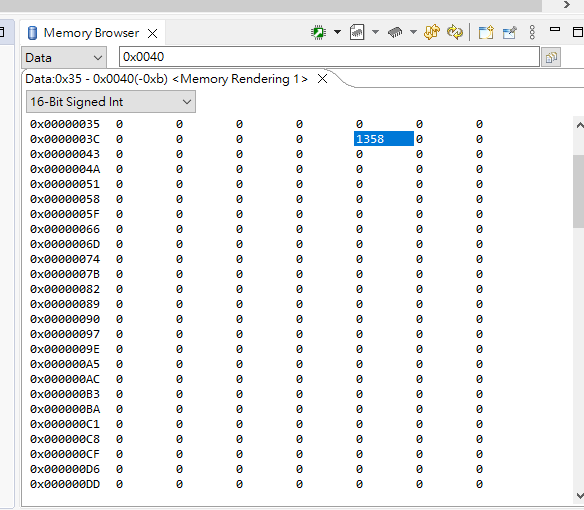 Memory Browser
Data 0x0040
Data:0x35 - 0x0040(-0xb) <Memory Rendering 1>
16-Bit Signed Int
0x00000035 0 0 0 0 0 0 0
0x0000003C 0 0 0 0 1358 0 0
0x00000043 0 0 0 0 0 0 0
0x0000004A 0 0 0 0 0 0 0
0x00000051 0 0 0 0 0 0 0
0x00000058 0 0 0 0 0 0 0
0x0000005F 0 0 0 0 0 0 0
0x00000066 0 0 0 0 0 0 0
0x0000006D 0 0 0 0 0 0 0
0x00000074 0 0 0 0 0 0 0
0x0000007B 0 0 0 0 0 0 0
0x00000082 0 0 0 0 0 0 0
0x00000089 0 0 0 0 0 0 0
0x00000090 0 0 0 0 0 0 0
0x00000097 0 0 0 0 0 0 0
0x0000009E 0 0 0 0 0 0 0
0x000000A5 0 0 0 0 0 0 0
0x000000AC 0 0 0 0 0 0 0
0x000000B3 0 0 0 0 0 0 0
0x000000BA 0 0 0 0 0 0 0
0x000000C1 0 0 0 0 0 0 0
0x000000C8 0 0 0 0 0 0 0
0x000000CF 0 0 0 0 0 0 0
0x000000D6 0 0 0 0 0 0 0
0x000000DD 0 0 0 0 0 0 0